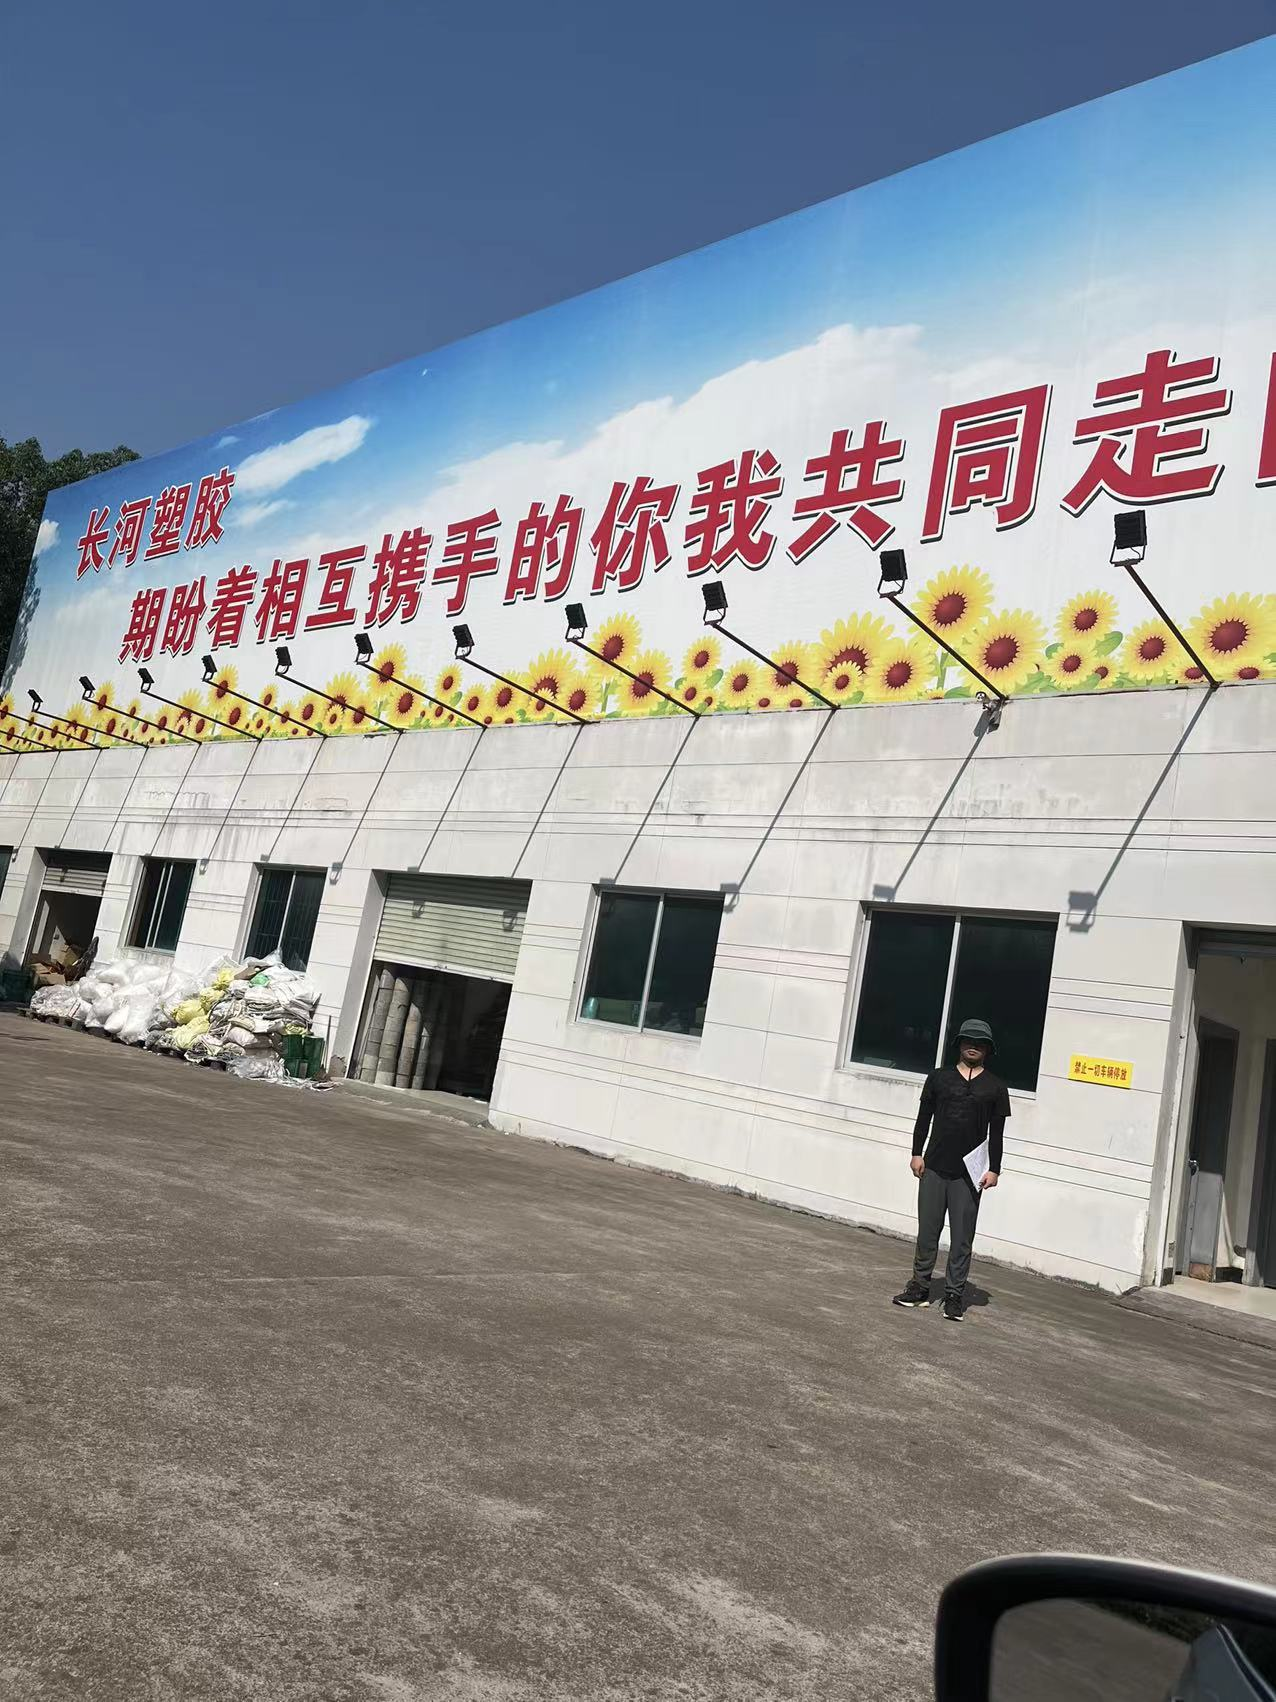 长河塑胶
期盼着相互携手的你我共同走
禁止一切车辆停放